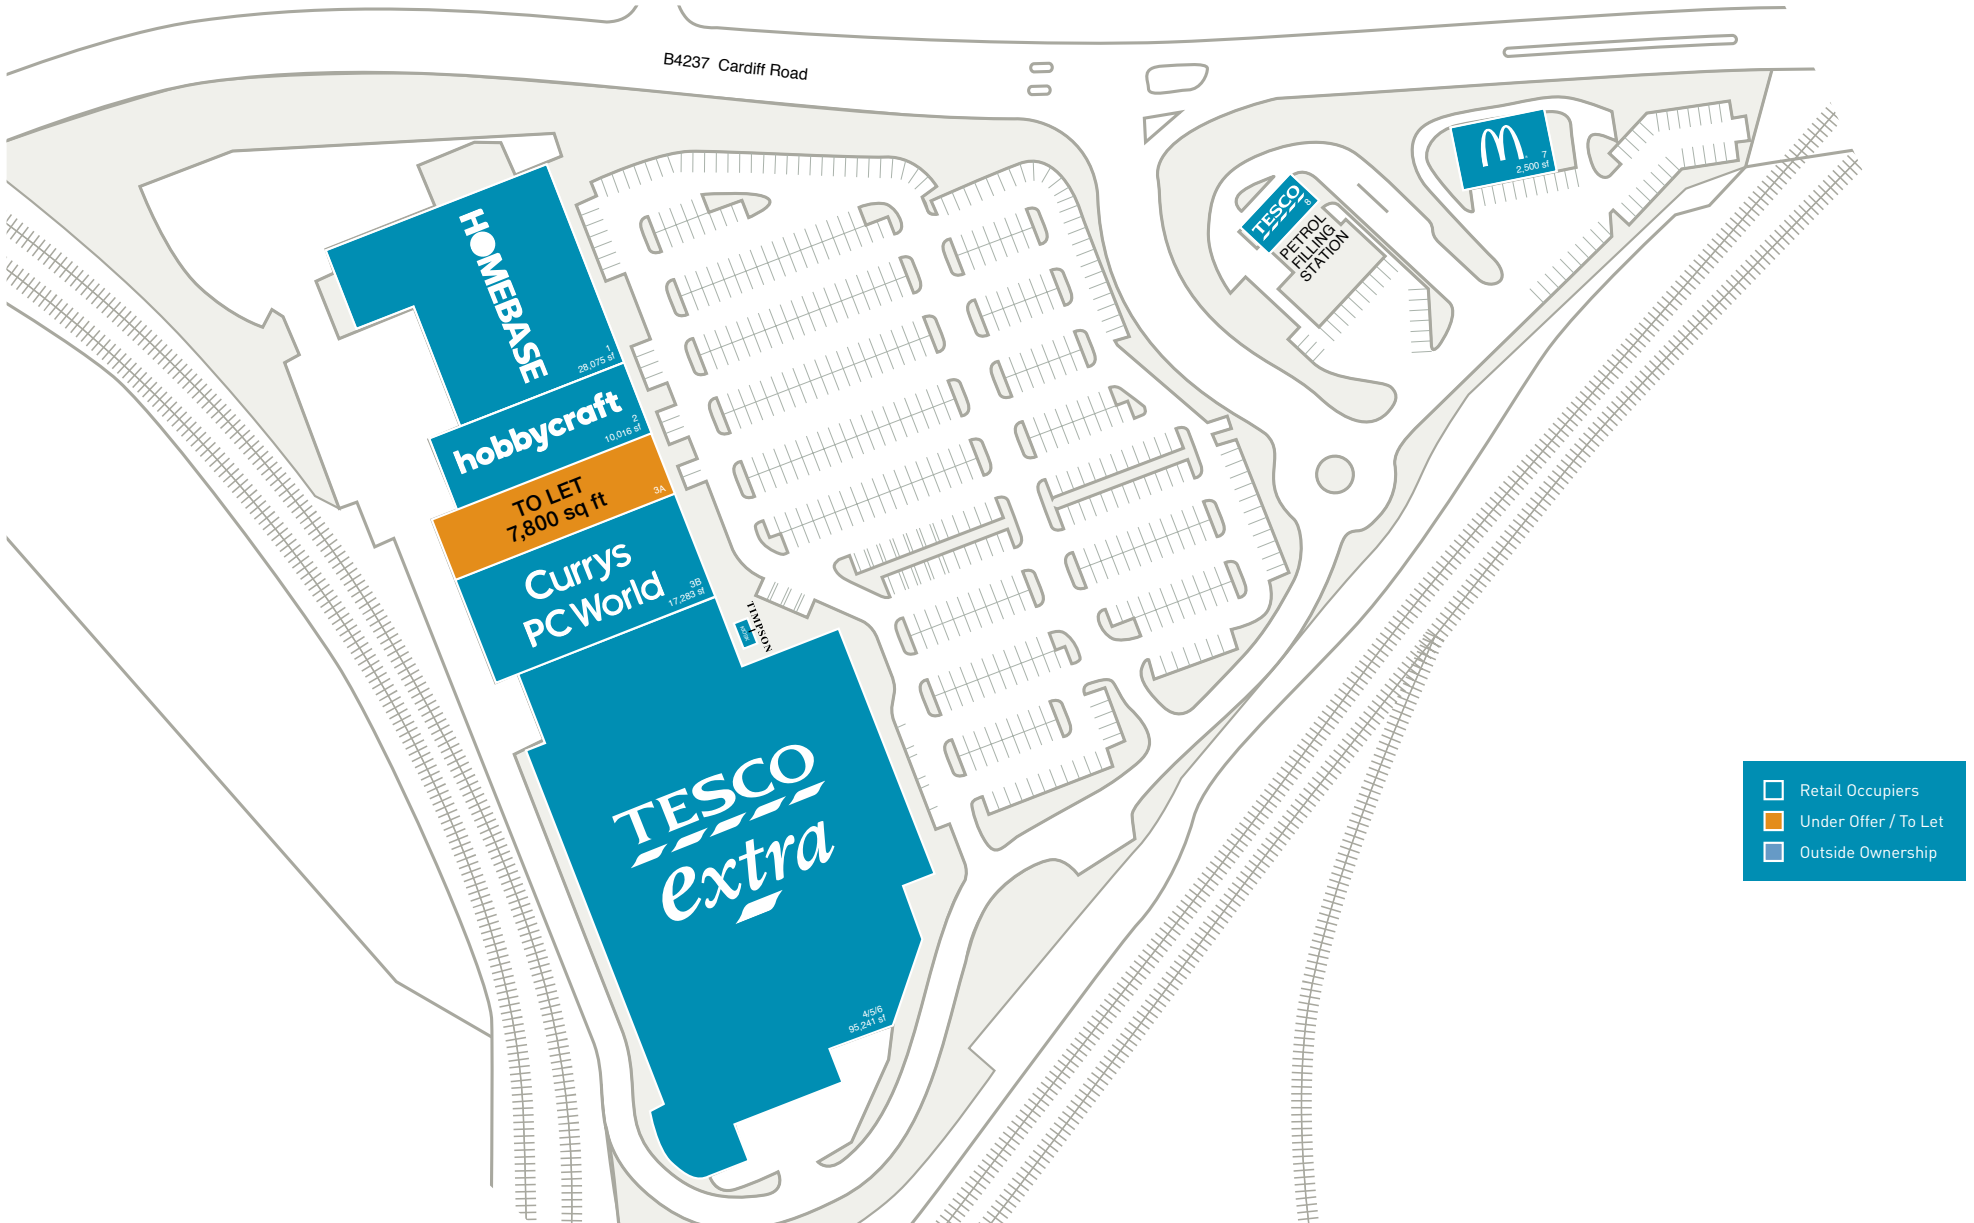 B4237 Cardiff Road
7
2,500 sf
TESCO
8
PETROL
FILLING
STATION
HOMEBASE
1
28,075 sf
hobbycraft
2
10,016 sf
TO LET
7,800 sq ft
3A
Currys
PC World
3B
17,283 sf
TIMPSON
TESCO
extra
4/5/6
95,241 sf
Retail Occupiers
Under Offer / To Let
Outside Ownership